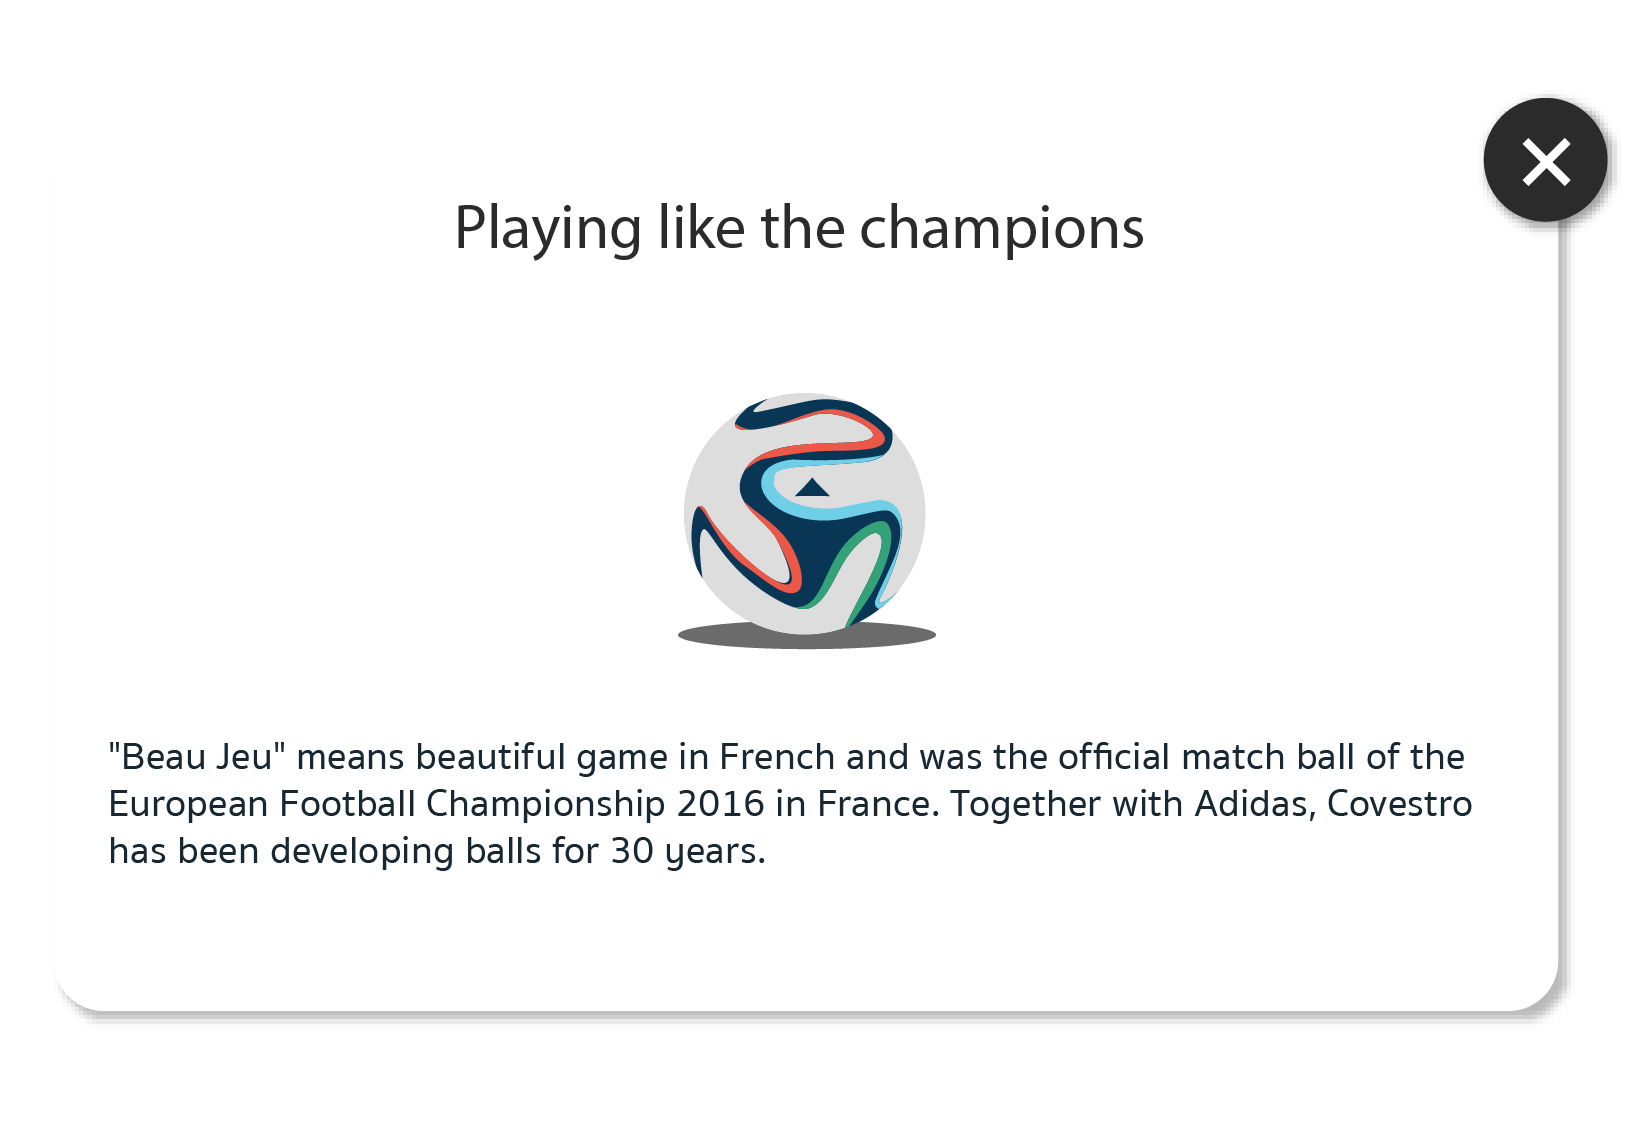 Playing like the champions
"Beau Jeu" means beautiful game in French and was the official match ball of the
European Football Championship 2016 in France. Together with Adidas, Covestro
has been developing balls for 30 years.